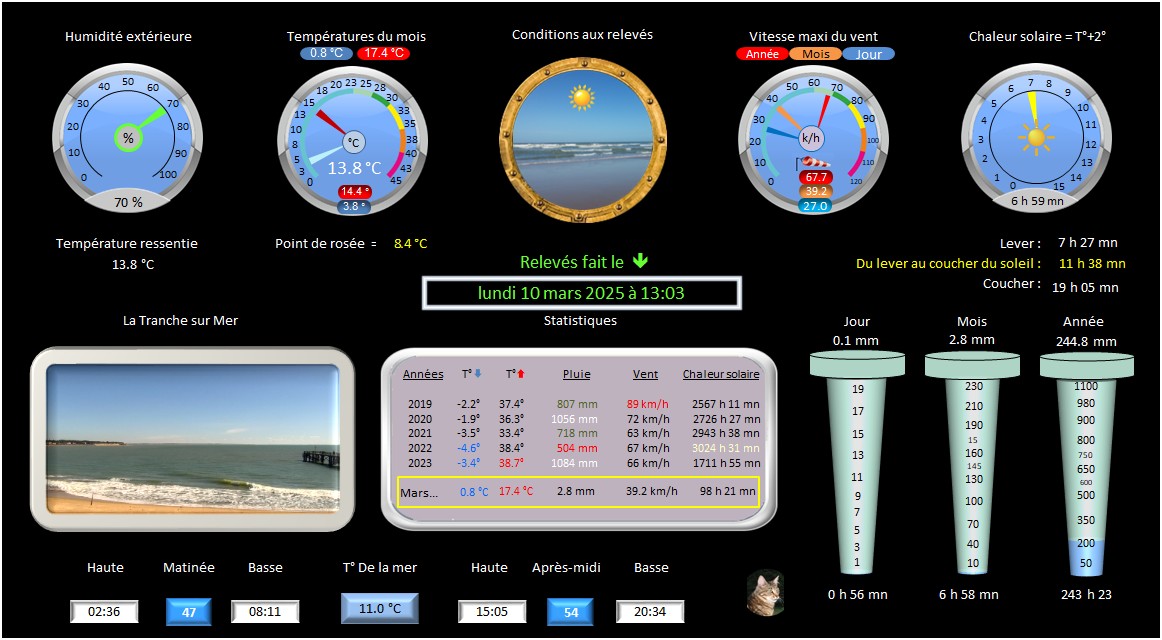 Humidité extérieure
Températures du mois
0.8 °C 17.4 °C
Conditions aux relevés
Vitesse maxi du vent
Année Mois Jour
Chaleur solaire = T°+2°
0 10 20 30 40 50 60 70 80 90 100
%
70 %
0 3 5 8 10 13 15 18 20 23 25 28 30 33 35 38 40 43 45
°C
13.8 °C
14.4 °
3.8 °
0 10 20 30 40 50 60 70 80 90 100 110 120
k/h
67.7
39.2
27.0
0 1 2 3 4 5 6 7 8 9 10 11 12 13 14 15
6 h 59 mn
Température ressentie
13.8 °C
Point de rosée = 8.4 °C
Relevés fait le
lundi 10 mars 2025 à 13:03
Lever : 7 h 27 mn
Du lever au coucher du soleil : 11 h 38 mn
Coucher : 19 h 05 mn
La Tranche sur Mer
Statistiques
Années T° T° Pluie Vent Chaleur solaire
2019 -2.2° 37.4° 807 mm 89 km/h 2567 h 11 mn
2020 -1.9° 36.3° 1056 mm 72 km/h 2726 h 27 mn
2021 -3.5° 33.4° 718 mm 63 km/h 2943 h 38 mn
2022 -4.6° 38.4° 504 mm 67 km/h 3024 h 31 mn
2023 -3.4° 38.7° 1084 mm 66 km/h 1711 h 55 mn
Mars... 0.8 °C 17.4 °C 2.8 mm 39.2 km/h 98 h 21 mn
Jour
0.1 mm
19
17
15
13
11
9
7
5
3
1
0 h 56 mn
Mois
2.8 mm
230
210
190
15
160
145
130
100
70
40
10
6 h 58 mn
Année
244.8 mm
1100
980
900
800
750
650
600
500
350
200
50
243 h 23
Haute Matinée Basse
02:36 47 08:11
T° De la mer
11.0 °C
Haute Après-midi Basse
15:05 54 20:34